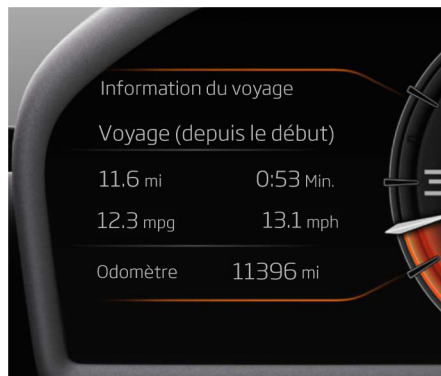 Information du voyage
Voyage (depuis le début)
11.6 mi 0:53 Min.
12.3 mpg 13.1 mph
Odomètre 11396 mi